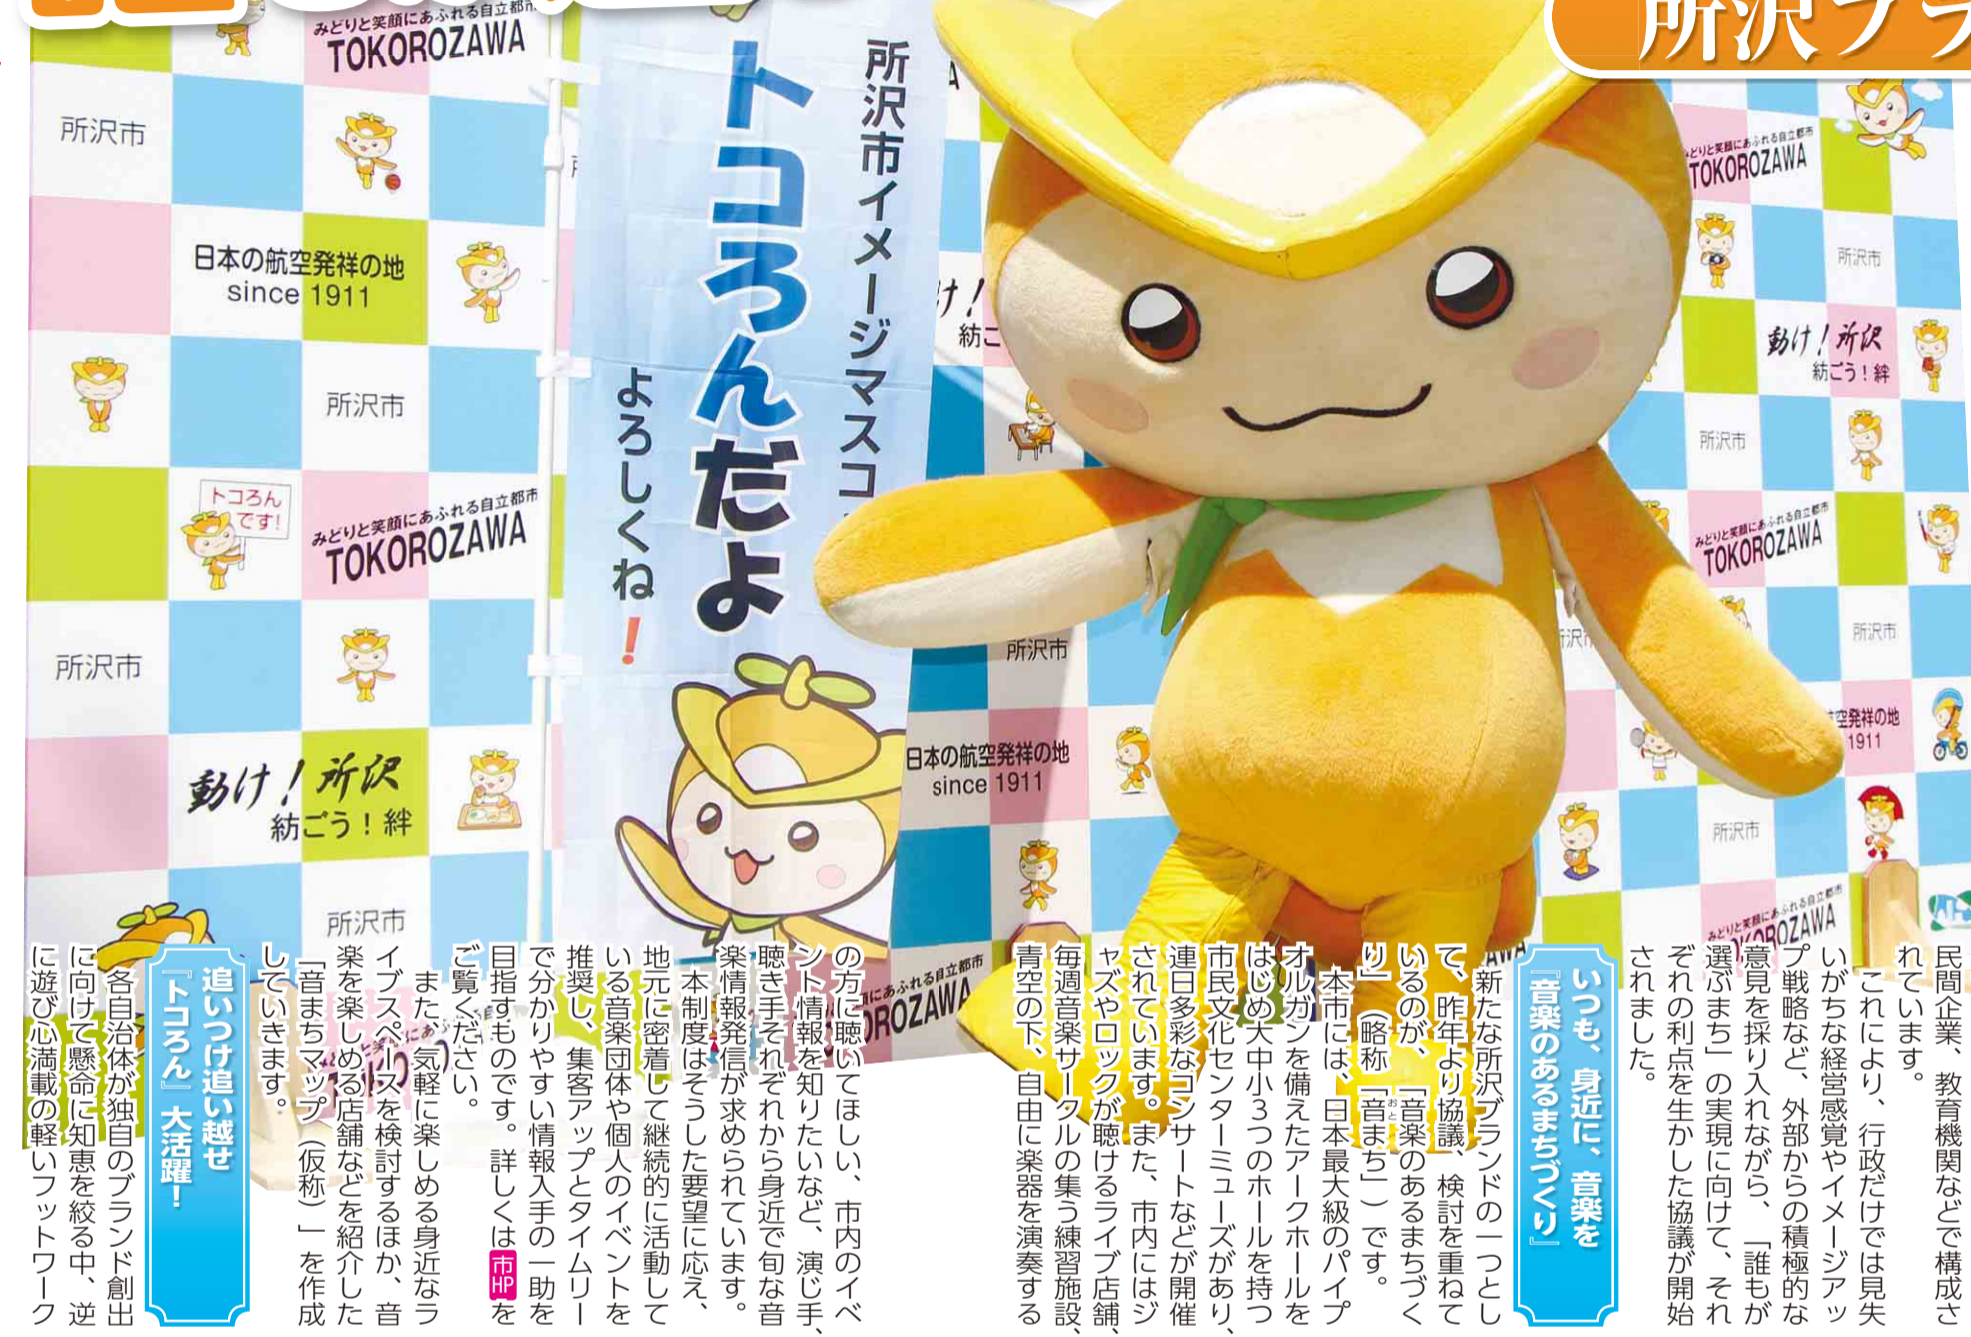 所沢ブラ
みどりと笑顔にあふれる自立都市
TOKOROZAWA
所沢市
日本の航空発祥の地
since 1911
所沢市
トコろん
です!
みどりと笑顔にあふれる自立都市
TOKOROZAWA
所沢市
動け!所沢
紡ごう!絆
所沢市
所沢市イメージマスコ
トコろんだよ
よろしくね!
け!
紡ご
所沢市
日本の航空発祥の地
since 1911
にあふれる自立都市
OROZAWA
みどりと笑顔にあふれる自立都市
TOKOROZAWA
所沢市
動け!所沢
紡ごう!絆
所沢市
みどりと笑顔にあふれる自立都市
TOKOROZAWA
所沢市
空発祥の地
1911
所沢市
みどりと笑顔にあふれる自立都市
OZAWA
民間企業、教育機関などで構成さ
れています。
これにより、行政だけでは見失
いがちな経営感覚やイメージアッ
プ戦略など、外部からの積極的な
意見を採り入れながら、「誰もが
選ぶまち」の実現に向けて、それ
ぞれの利点を生かした協議が開始
されました。
いつも、身近に、音楽を
『音楽のあるまちづくり』
新たな所沢ブランドの一つとし
て、昨年より協議、検討を重ねて
いるのが、「音楽のあるまちづく
り」(略称「音まち」)です。
おと
本市には、日本最大級のパイプ
オルガンを備えたアークホールを
はじめ大中小3つのホールを持つ
市民文化センターミューズがあり、
連日多彩なコンサートなどが開催
されています。また、市内にはジ
ャズやロックが聴けるライブ店舗、
毎週音楽サークルの集う練習施設、
青空の下、自由に楽器を演奏する
の方に聴いてほしい、市内のイベ
ント情報を知りたいなど、演じ手、
聴き手それぞれから身近で旬な音
楽情報発信が求められています。
本制度はそうした要望に応え、
地元に密着して継続的に活動して
いる音楽団体や個人のイベントを
推奨し、集客アップとタイムリー
で分かりやすい情報入手の一助を
目指すものです。詳しくは市HPを
ご覧ください。
また、気軽に楽しめる身近なラ
イブスペースを検討するほか、音
楽を楽しめる店舗などを紹介した
「音まちマップ(仮称)」を作成
していきます。
追いつけ追い越せ
『トコろん』大活躍!
各自治体が独自のブランド創出
に向けて懸命に知恵を絞る中、逆
に遊び心満載の軽いフットワーク